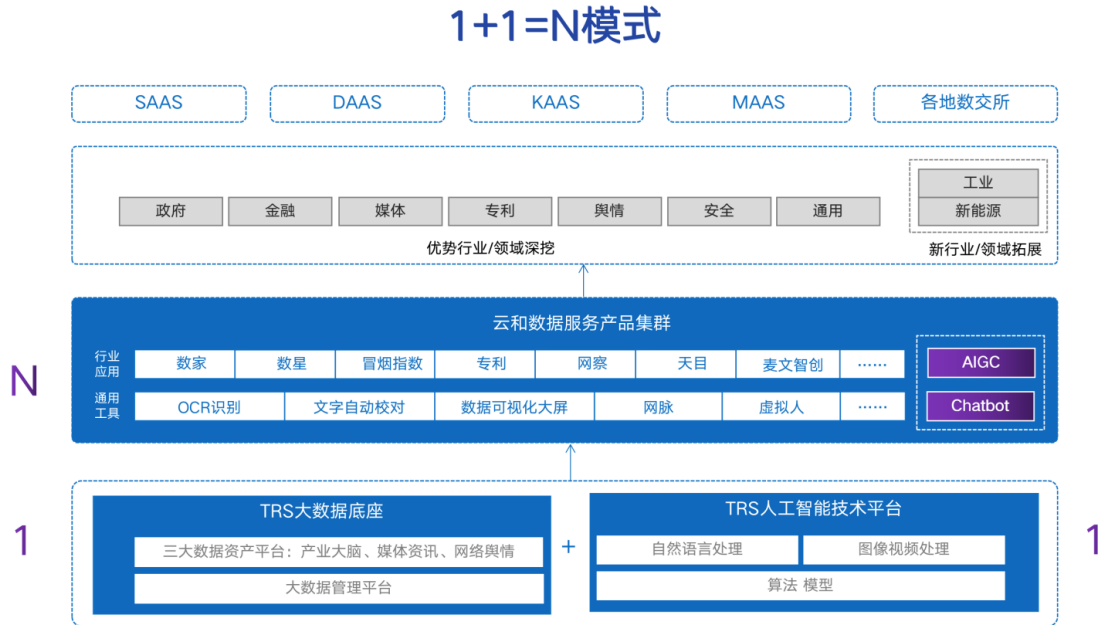 1+1=N模式
SAAS
DAAS
KAAS
MAAS
各地数交所
工业
政府
金融
媒体
专利
舆情
安全
通用
新能源
优势行业/领域深挖
新行业/领域拓展
云和数据服务产品集群
N
行业
应用
数家
数星
冒烟指数
专利
网察
天目
麦文智创
……
AIGC
通用
工具
OCR识别
文字自动校对
数据可视化大屏
网脉
虚拟人
……
Chatbot
1
TRS大数据底座
三大数据资产平台：产业大脑、媒体资讯、网络舆情
大数据管理平台
+
TRS人工智能技术平台
自然语言处理
图像视频处理
算法 模型
1